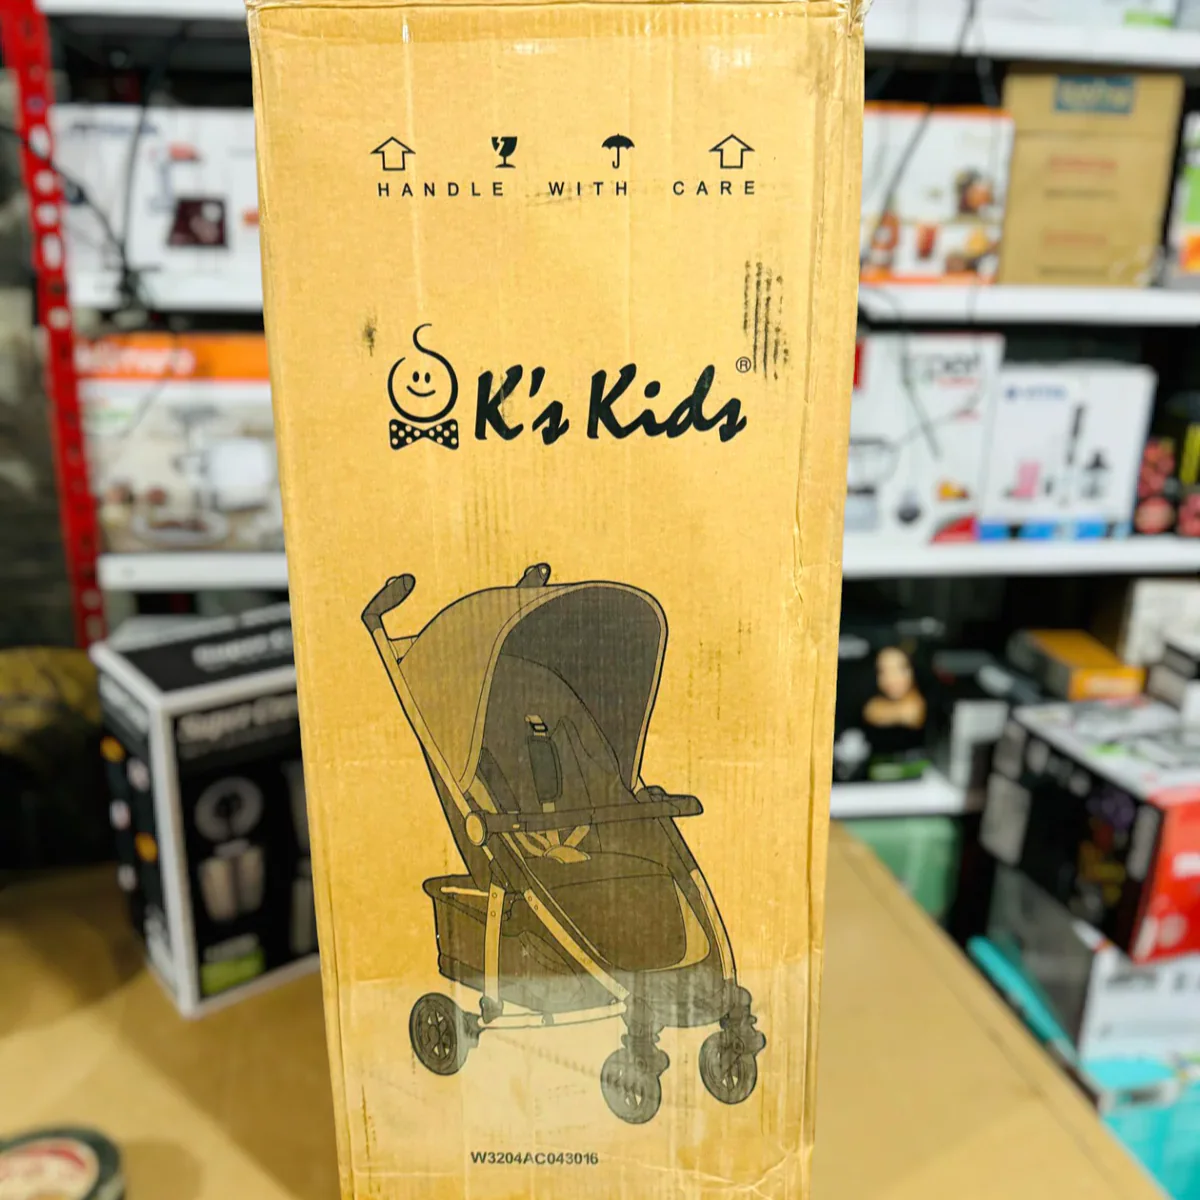 HANDLE WITH CARE
K's Kids®
W3204AC043016